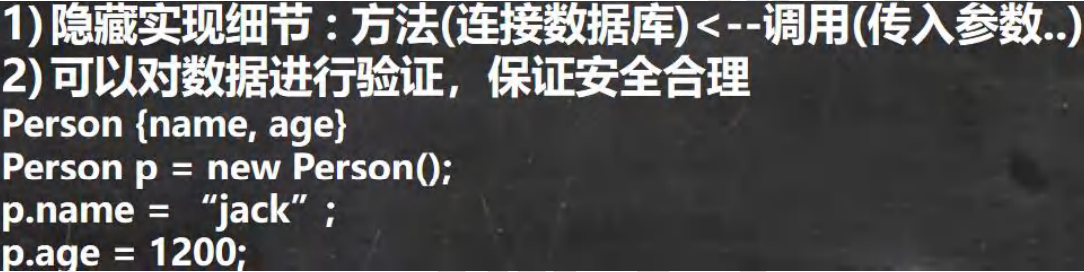 1)隐藏实现细节:方法(连接数据库)<--调用(传入参数..)
2)可以对数据进行验证，保证安全合理
Person {name, age}
Person p = new Person();
p.name = “jack”;
p.age = 1200;